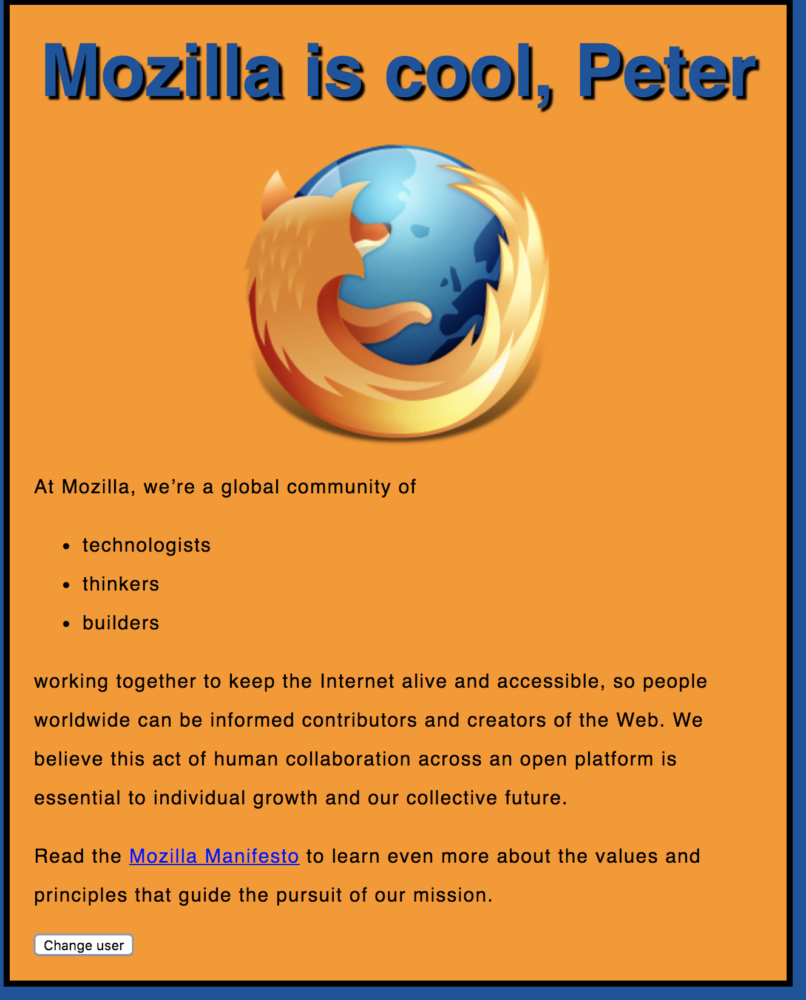 Mozilla is cool, Peter
At Mozilla, we’re a global community of
• technologists
• thinkers
• builders
working together to keep the Internet alive and accessible, so people
worldwide can be informed contributors and creators of the Web. We
believe this act of human collaboration across an open platform is
essential to individual growth and our collective future.
Read the Mozilla Manifesto to learn even more about the values and
principles that guide the pursuit of our mission.
Change user